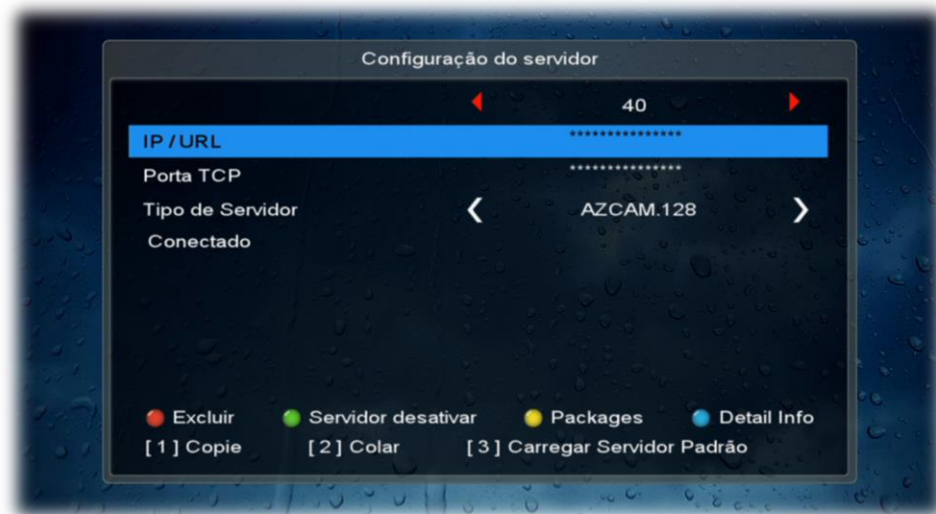 Configuração do servidor
40
IP / URL ***************
Porta TCP ***************
Tipo de Servidor AZCAM.128
Conectado
Excluir Servidor desativar Packages Detail Info
[ 1 ] Copie [ 2 ] Colar [ 3 ] Carregar Servidor Padrão